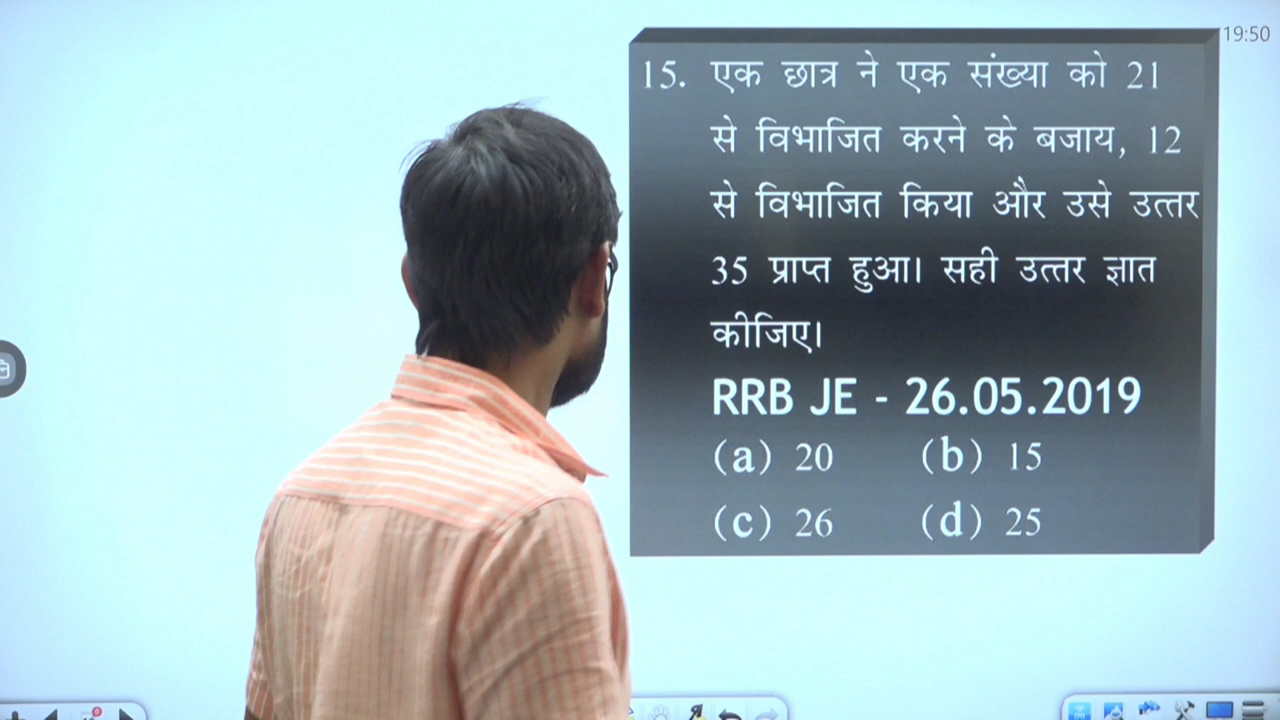 19:50
15. एक छात्र ने एक संख्या को 21
से विभाजित करने के बजाय, 12
से विभाजित किया और उसे उत्तर
35 प्राप्त हुआ। सही उत्तर ज्ञात
कीजिए।
RRB JE - 26.05.2019
(a) 20 (b) 15
(c) 26 (d) 25